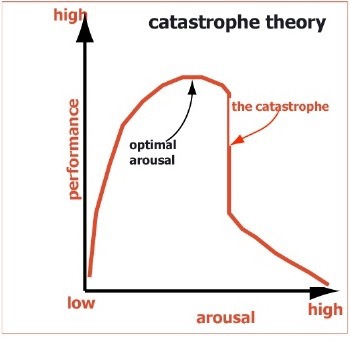 high
catastrophe theory
the catastrophe
optimal
arousal
performance
low
high
arousal